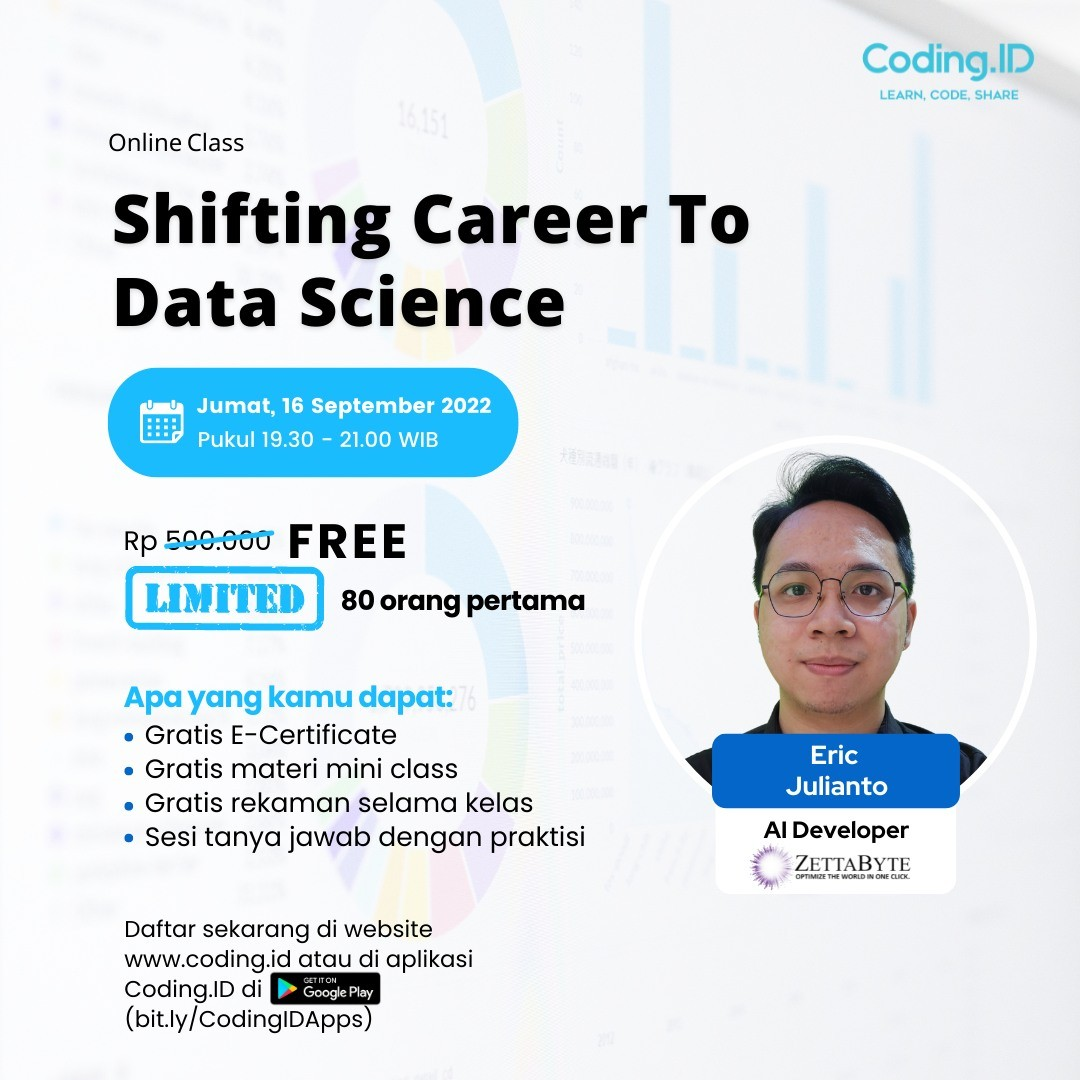 Coding.ID
LEARN, CODE, SHARE
Online Class
Shifting Career To
Data Science
Jumat, 16 September 2022
Pukul 19.30 - 21.00 WIB
Rp 500.000 FREE
LIMITED 80 orang pertama
Apa yang kamu dapat:
• Gratis E-Certificate
• Gratis materi mini class
• Gratis rekaman selama kelas
• Sesi tanya jawab dengan praktisi
Eric
Julianto
AI Developer
ZETTABYTE
OPTIMIZE THE WORLD IN ONE CLICK.
Daftar sekarang di website
www.coding.id atau di aplikasi
Coding.ID di GET IT ON Google Play
(bit.ly/CodingIDApps)
16.151